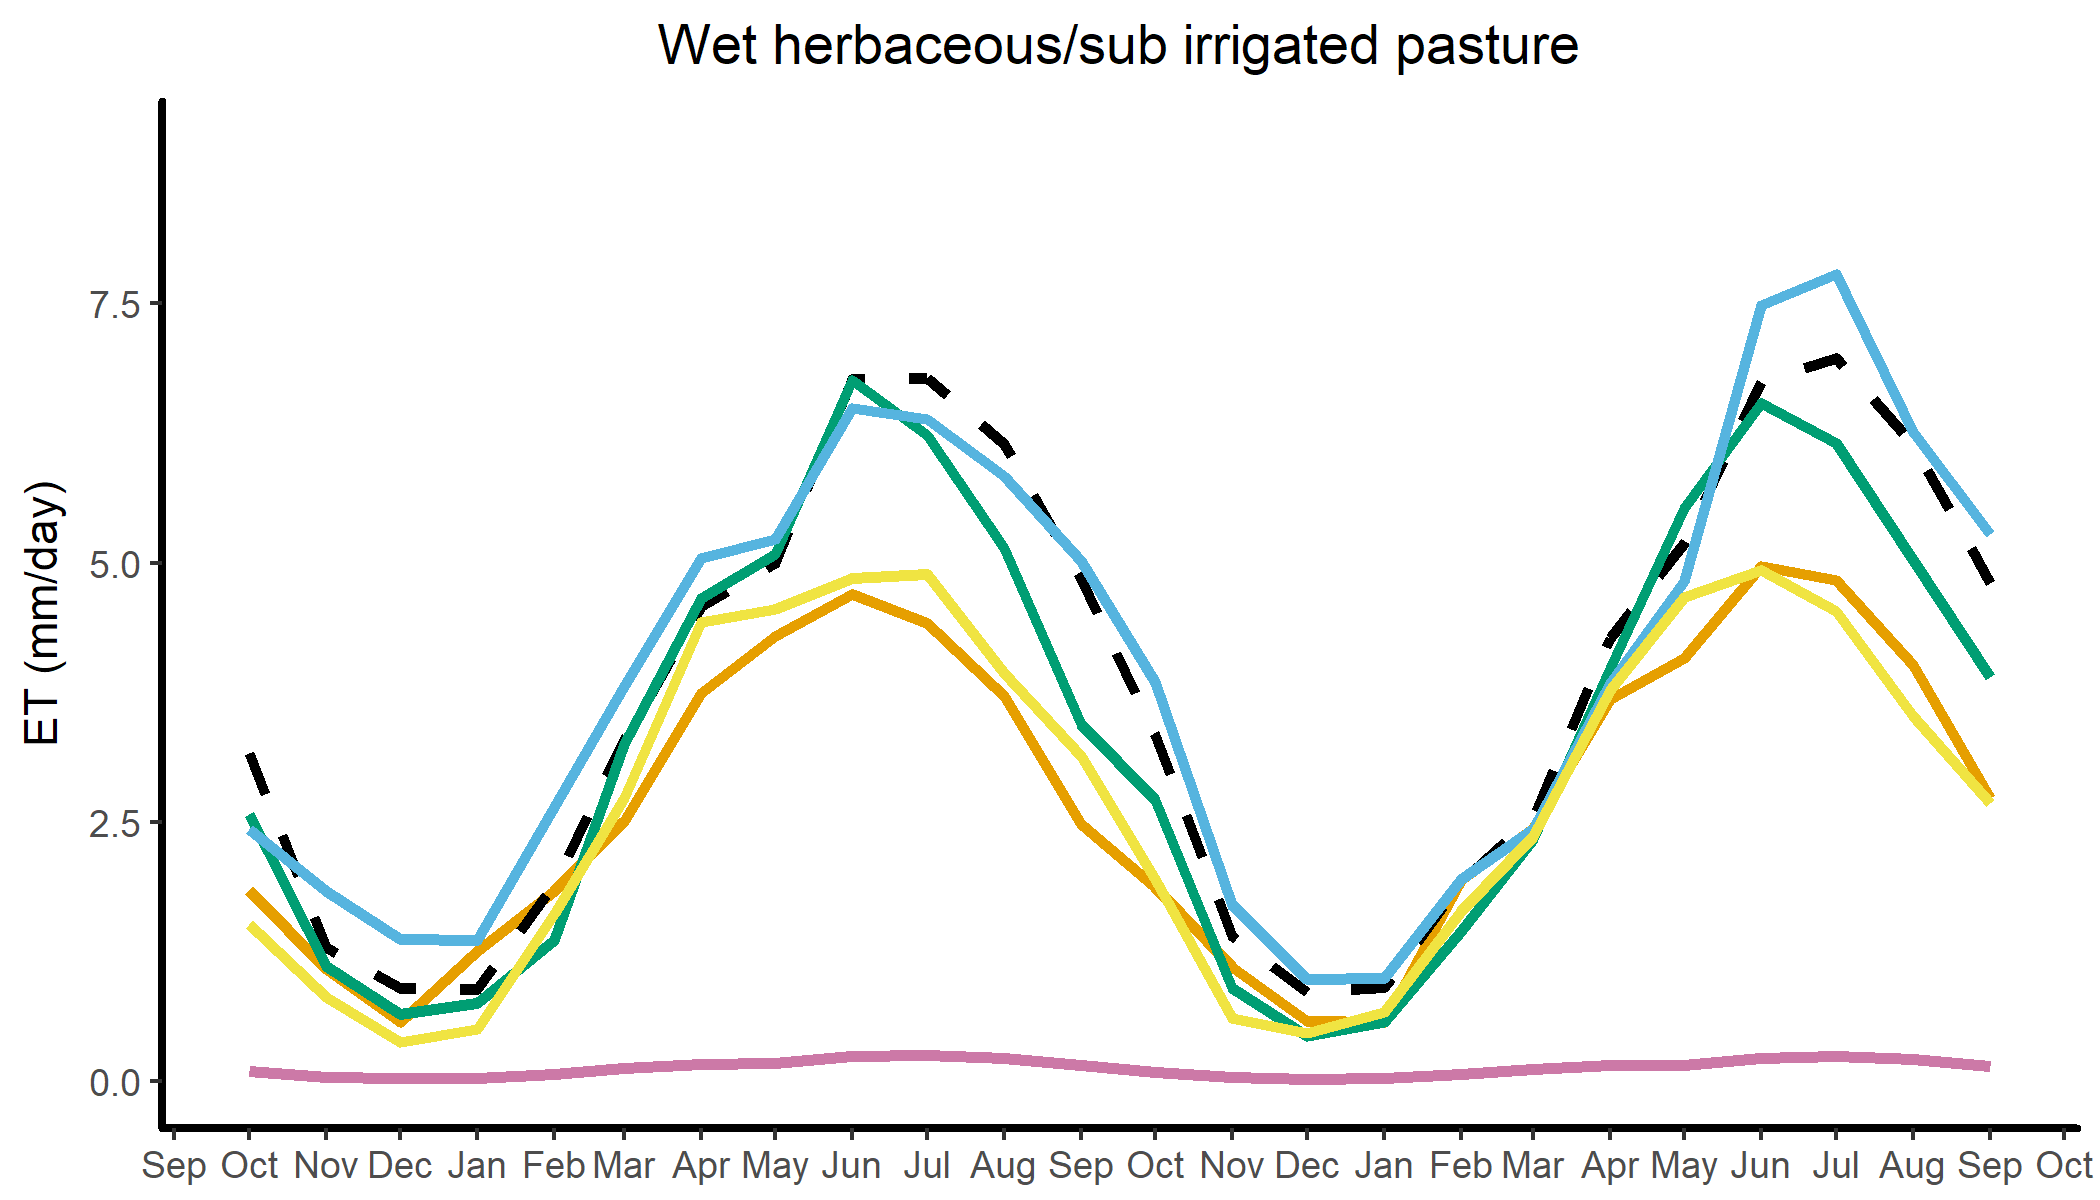 Wet herbaceous/sub irrigated pasture
ET (mm/day)
7.5
5.0
2.5
0.0
Sep Oct Nov Dec Jan Feb Mar Apr May Jun Jul Aug Sep Oct Nov Dec Jan Feb Mar Apr May Jun Jul Aug Sep Oct